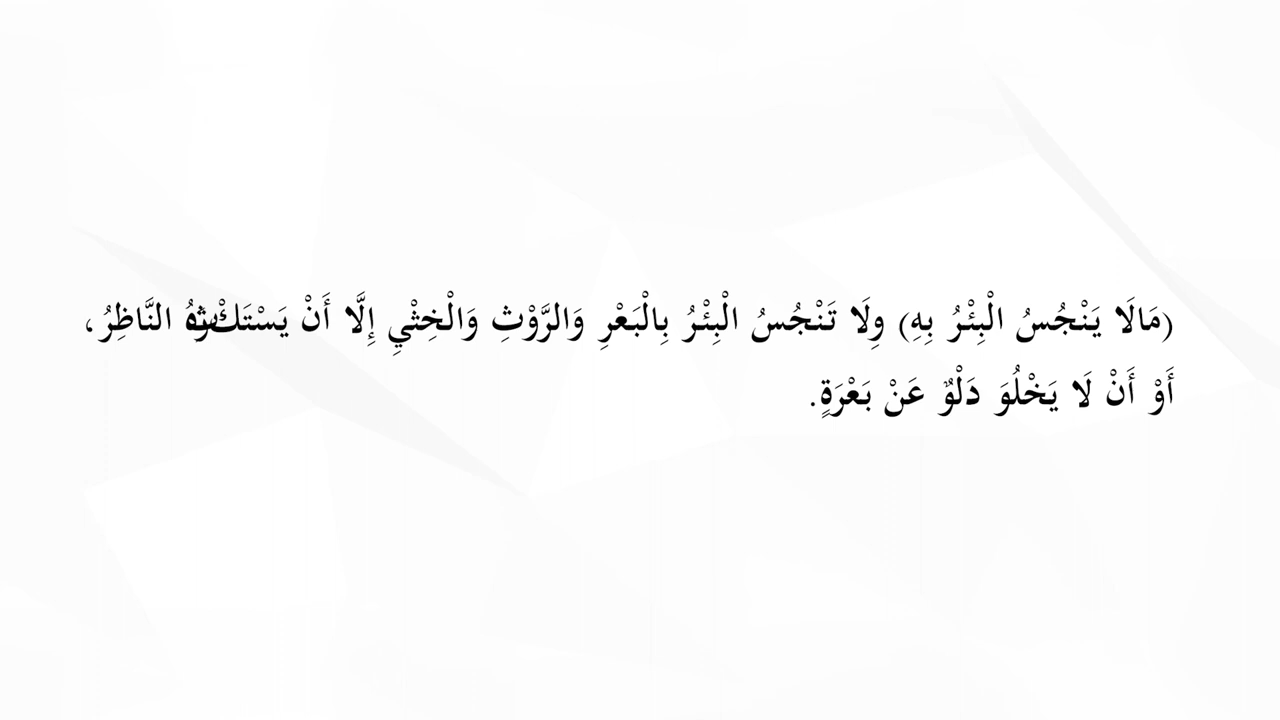 (مَالَا يَنْجُسُ الْبِئْرُ بِهِ) وِلَا تَنْجُسُ الْبِئْرُ بِالْبَعْرِ وَالرَّوْثِ وَالْخِثْيِ إِلَّا أَنْ يَسْتَكْثِرَهُ النَّاظِرُ،
أَوْ أَنْ لَا يَخْلُوَ دَلْوٌ عَنْ بَعْرَةٍ.